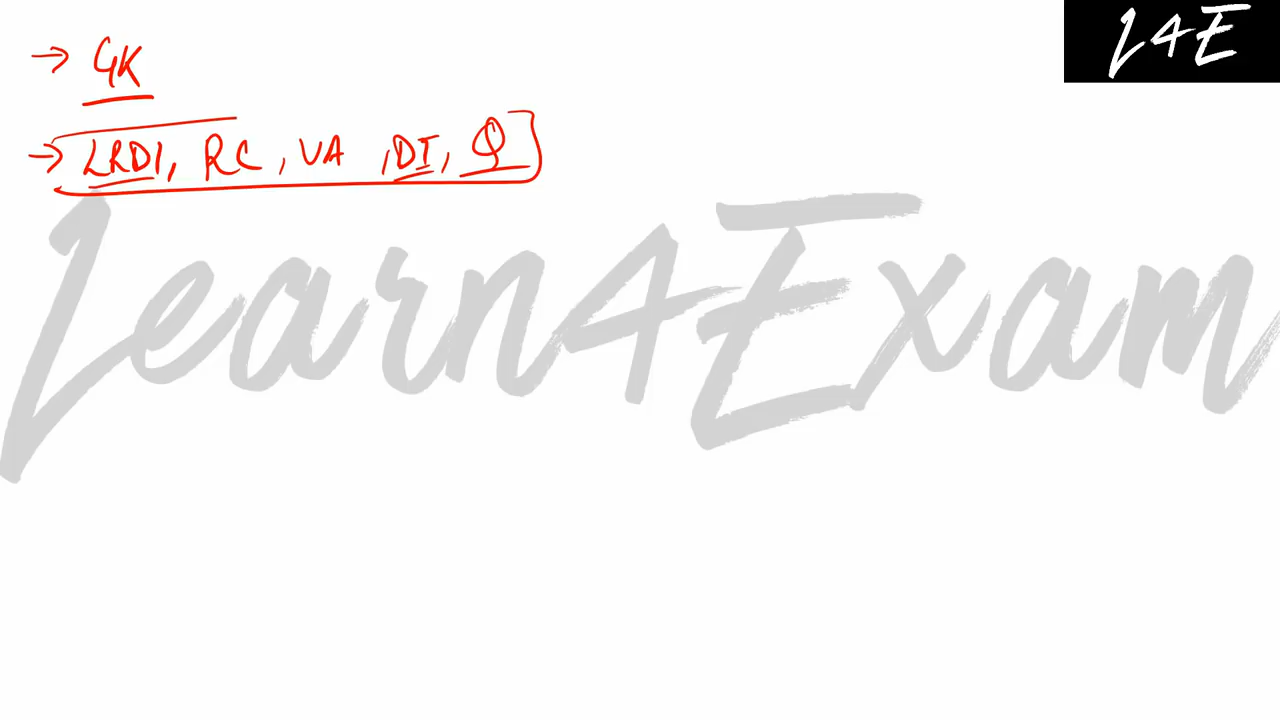 L4E
→ GK
→ LRDI, RC, VA, DI, Q
Learn4Exam